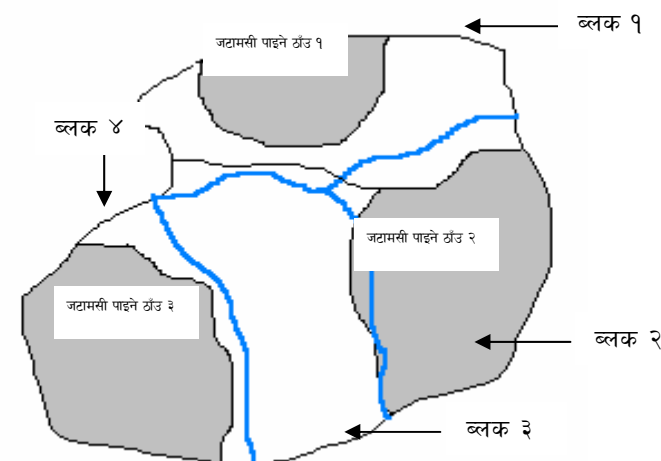 ब्लक १
जटामसी पाइने ठाँउ १
ब्लक ४
जटामसी पाइने ठाँउ २
जटामसी पाइने ठाँउ ३
ब्लक २
ब्लक ३